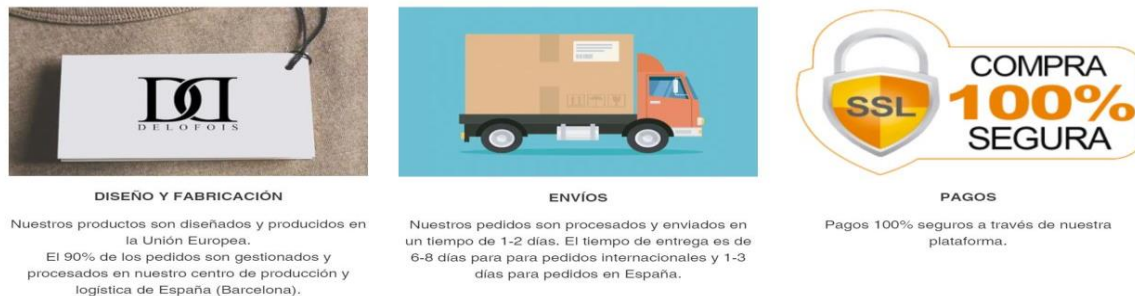 DD
DELOFOIS
SSL
COMPRA
100%
SEGURA
DISEÑO Y FABRICACIÓN
Nuestros productos son diseñados y producidos en
la Unión Europea.
El 90% de los pedidos son gestionados y
procesados en nuestro centro de producción y
logística de España (Barcelona).
ENVÍOS
Nuestros pedidos son procesados y enviados en
un tiempo de 1-2 días. El tiempo de entrega es de
6-8 días para para pedidos internacionales y 1-3
días para pedidos en España.
PAGOS
Pagos 100% seguros a través de nuestra
plataforma.